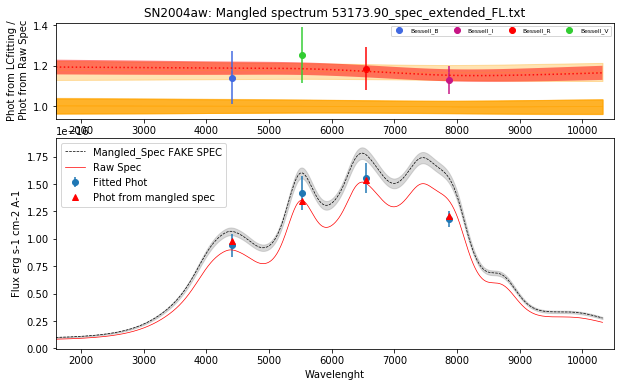 SN2004aw: Mangled spectrum 53173.90_spec_extended_FL.txt
Phot from LCfitting /
Phot from Raw Spec
1.4
1.2
1.0
Bessell_B
Bessell_I
Bessell_R
Bessell_V
2000 3000 4000 5000 6000 7000 8000 9000 10000
Flux erg s-1 cm-2 A-1
1.75
1.50
1.25
1.00
0.75
0.50
0.25
0.00
Mangled_Spec FAKE SPEC
Raw Spec
Fitted Phot
Phot from mangled spec
2000 3000 4000 5000 6000 7000 8000 9000 10000
Wavelenght